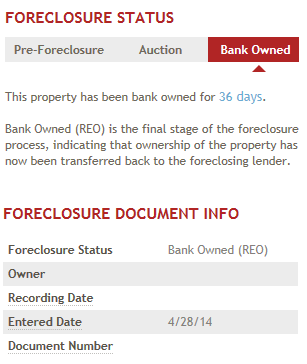 FORECLOSURE STATUS
Pre-Foreclosure Auction Bank Owned
This property has been bank owned for 36 days.
Bank Owned (REO) is the final stage of the foreclosure
process, indicating that ownership of the property has
now been transferred back to the foreclosing lender.
FORECLOSURE DOCUMENT INFO
Foreclosure Status Bank Owned (REO)
Owner
Recording Date
Entered Date 4/28/14
Document Number